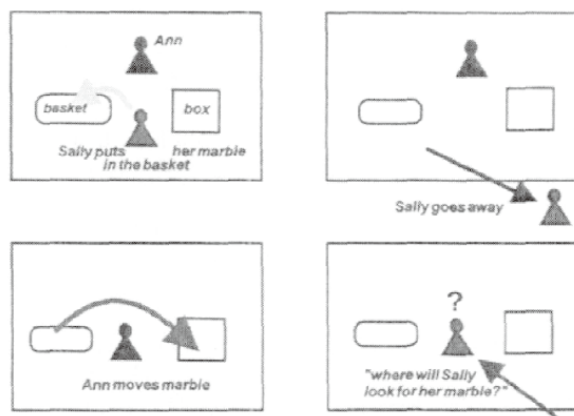 Ann
basket
box
Sally puts her marble
in the basket
Sally goes away
Ann moves marble
?
"where will Sally
look for her marble?"